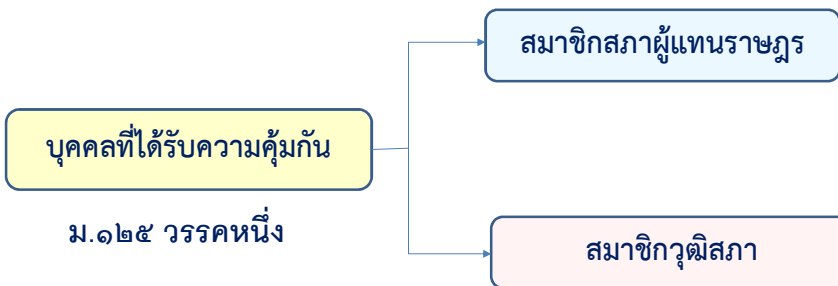 สมาชิกสภาผู้แทนราษฎร
บุคคลที่ได้รับความคุ้มกัน
ม.๑๒๕ วรรคหนึ่ง
สมาชิกวุฒิสภา